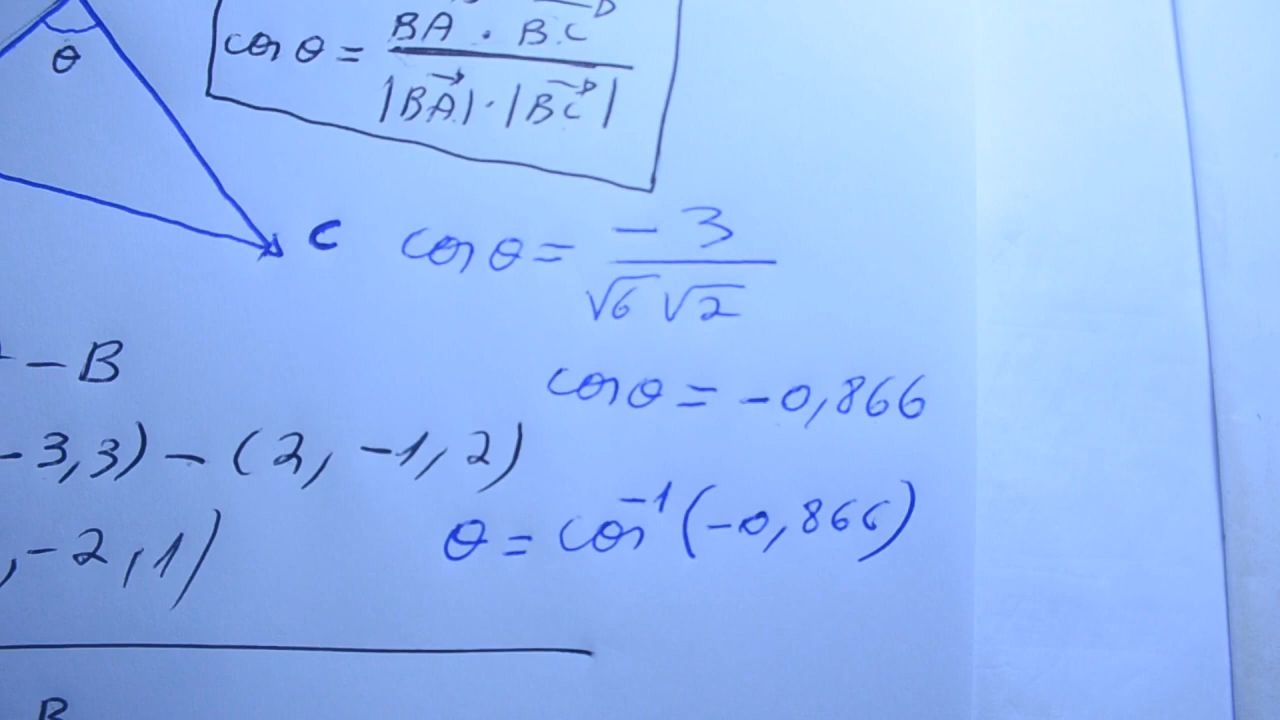 θ
cos θ = BA · BC / |BA| · |BC|
C
cos θ = -3 / √6 √2
- B
cos θ = -0,866
-3,3) - (2, -1, 2)
θ = cos⁻¹(-0,866)
, -2, 1)
B